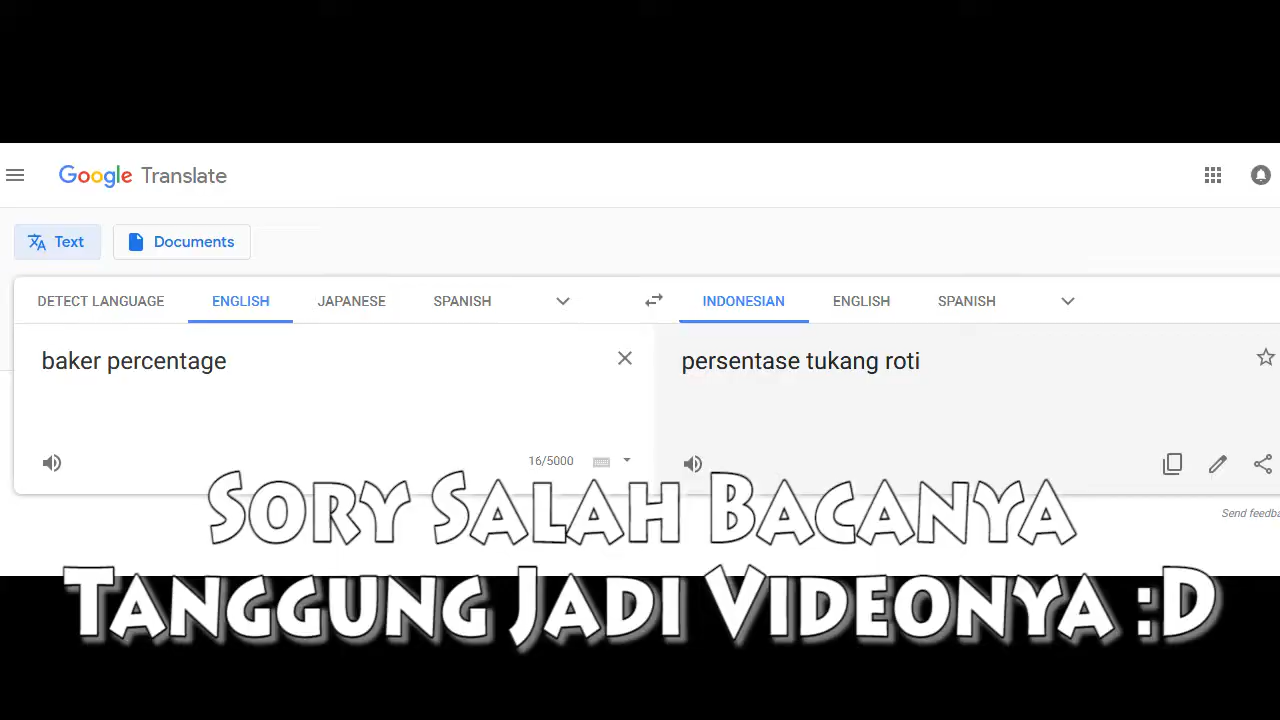 Google Translate
Text
Documents
DETECT LANGUAGE ENGLISH JAPANESE SPANISH
INDONESIAN ENGLISH SPANISH
baker percentage
persentase tukang roti
16/5000
Send feedba
Sory Salah Bacanya
Tanggung Jadi Videonya :D